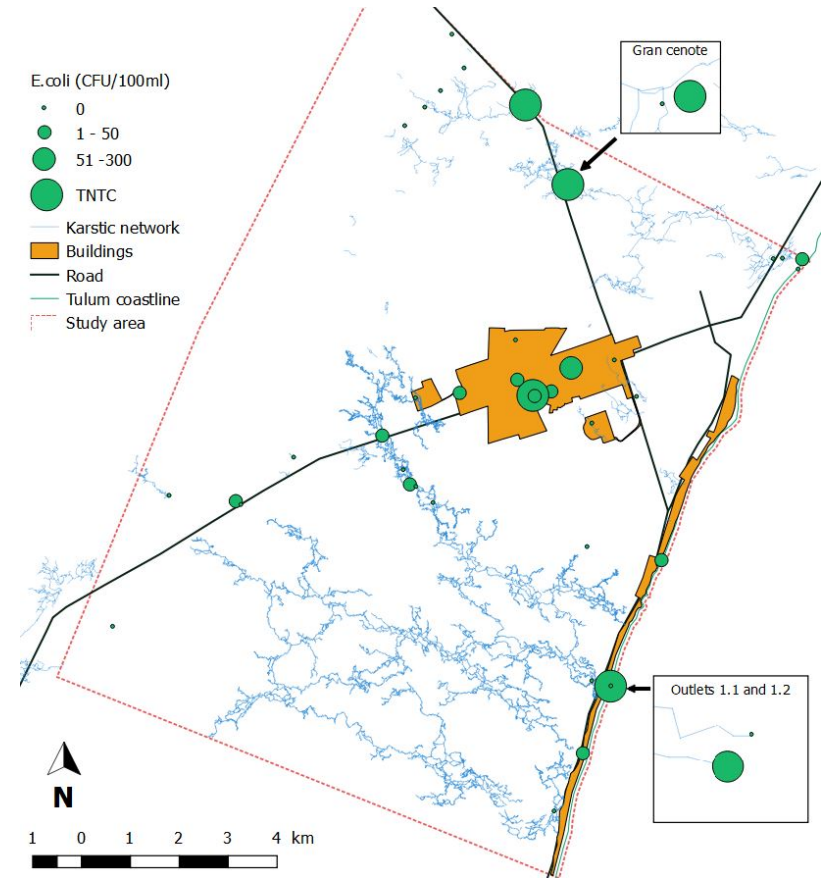 E.coli (CFU/100ml)
0
1 - 50
51 -300
TNTC
Karstic network
Buildings
Road
Tulum coastline
Study area
Gran cenote
Outlets 1.1 and 1.2
N
1 0 1 2 3 4 km